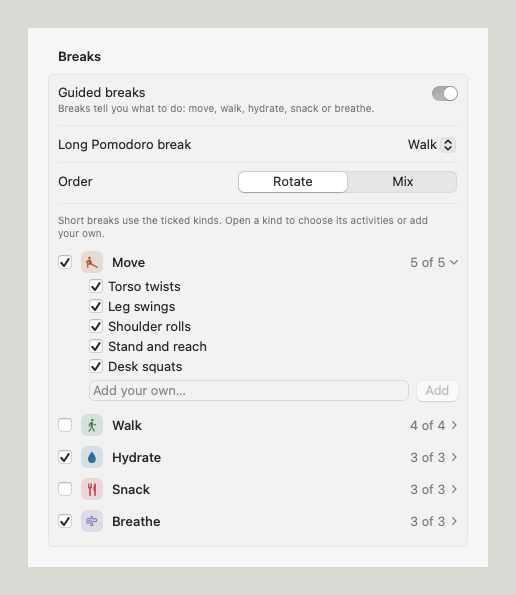 Breaks
Guided breaks
Breaks tell you what to do: move, walk, hydrate, snack or breathe.
Long Pomodoro break
Walk
Order
Rotate
Mix
Short breaks use the ticked kinds. Open a kind to choose its activities or add
your own.
Move
5 of 5
Torso twists
Leg swings
Shoulder rolls
Stand and reach
Desk squats
Add your own...
Add
Walk
4 of 4
Hydrate
3 of 3
Snack
3 of 3
Breathe
3 of 3